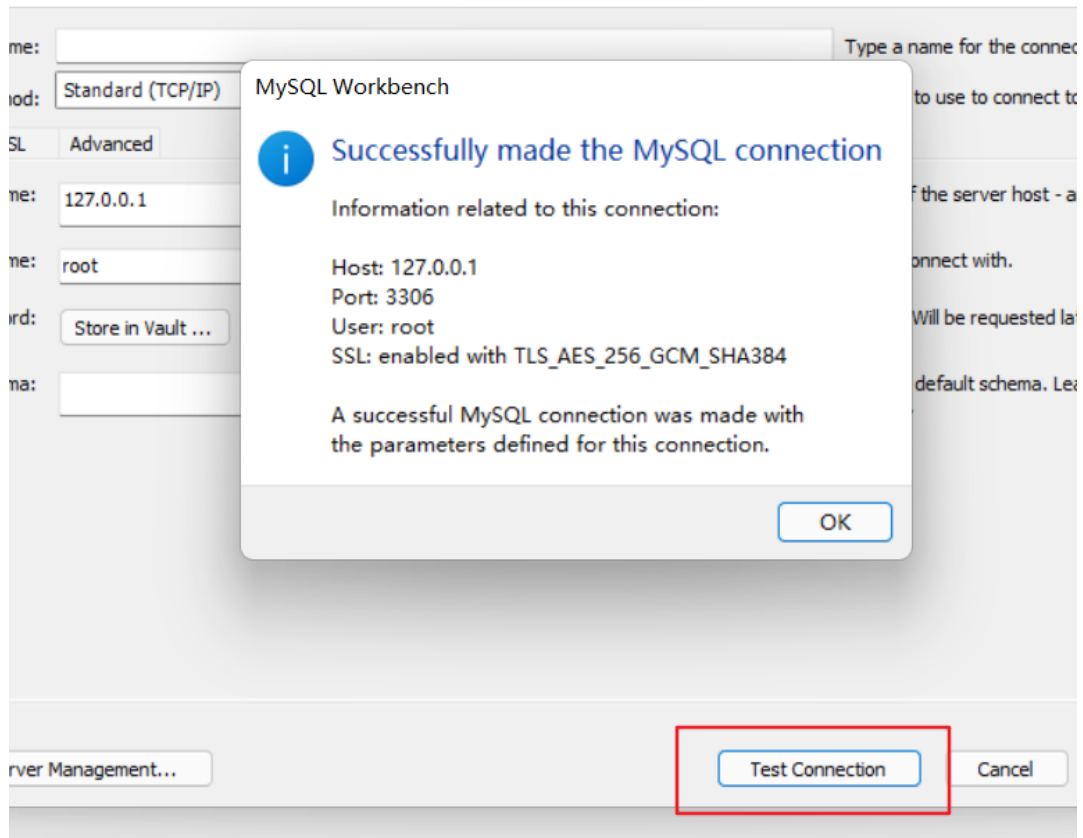 me:
Type a name for the connec
MySQL Workbench
nod:
Standard (TCP/IP)
to use to connect to
SL
Advanced
Successfully made the MySQL connection
me:
127.0.0.1
f the server host - a
Information related to this connection:
me:
root
onnect with.
Host: 127.0.0.1
Port: 3306
User: root
SSL: enabled with TLS_AES_256_GCM_SHA384
ord:
Store in Vault ...
Will be requested lat
ma:
default schema. Lea
A successful MySQL connection was made with
the parameters defined for this connection.
OK
rver Management...
Test Connection
Cancel